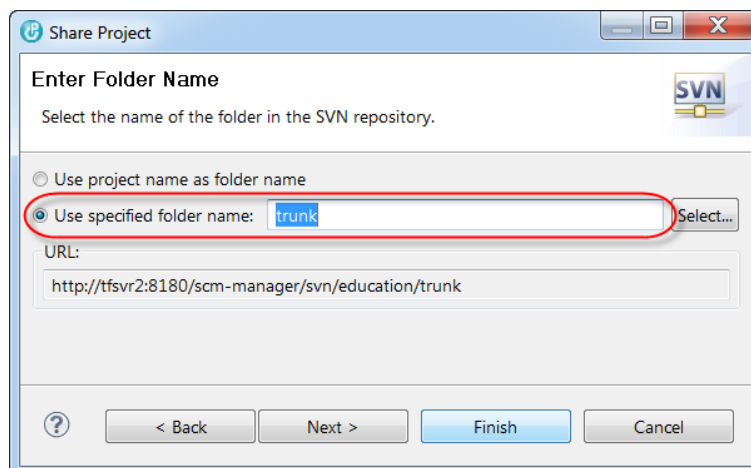 Share Project
Enter Folder Name
SVN
Select the name of the folder in the SVN repository.
Use project name as folder name
Use specified folder name: trunk Select...
URL:
http://tfsvr2:8180/scm-manager/svn/education/trunk
? < Back Next > Finish Cancel